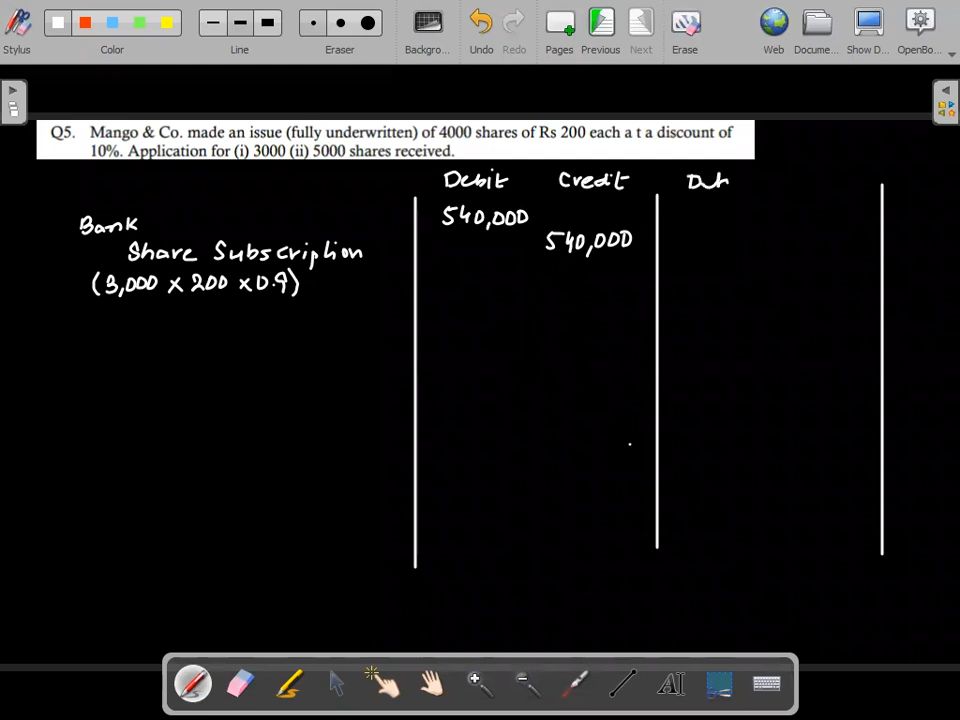 Stylus
Color
Line
Eraser
Backgro...
Undo
Redo
Pages
Previous
Next
Erase
Web
Docume...
Show D...
OpenBo...
Q5. Mango & Co. made an issue (fully underwritten) of 4000 shares of Rs 200 each a t a discount of
10%. Application for (i) 3000 (ii) 5000 shares received.
Debit Credit
Bank 540,000
Share Subscription 540,000
(3,000 × 200 × 0.9)